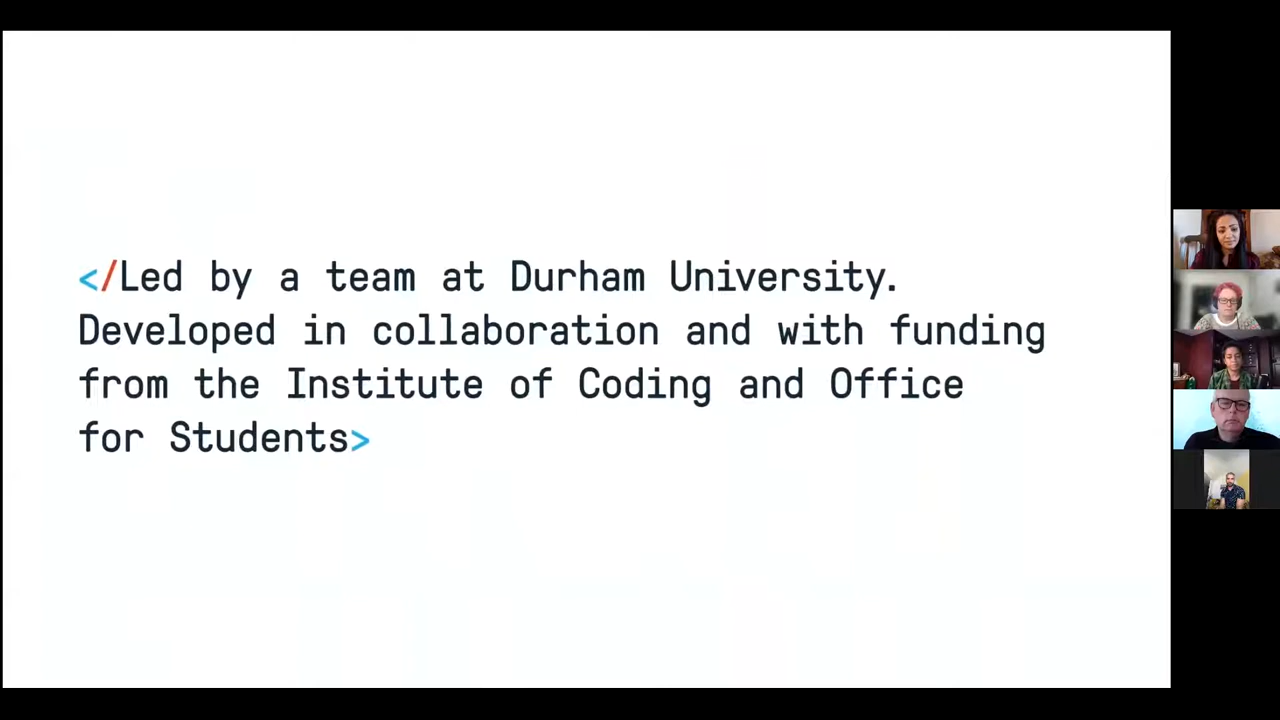 </Led by a team at Durham University.
Developed in collaboration and with funding
from the Institute of Coding and Office
for Students>